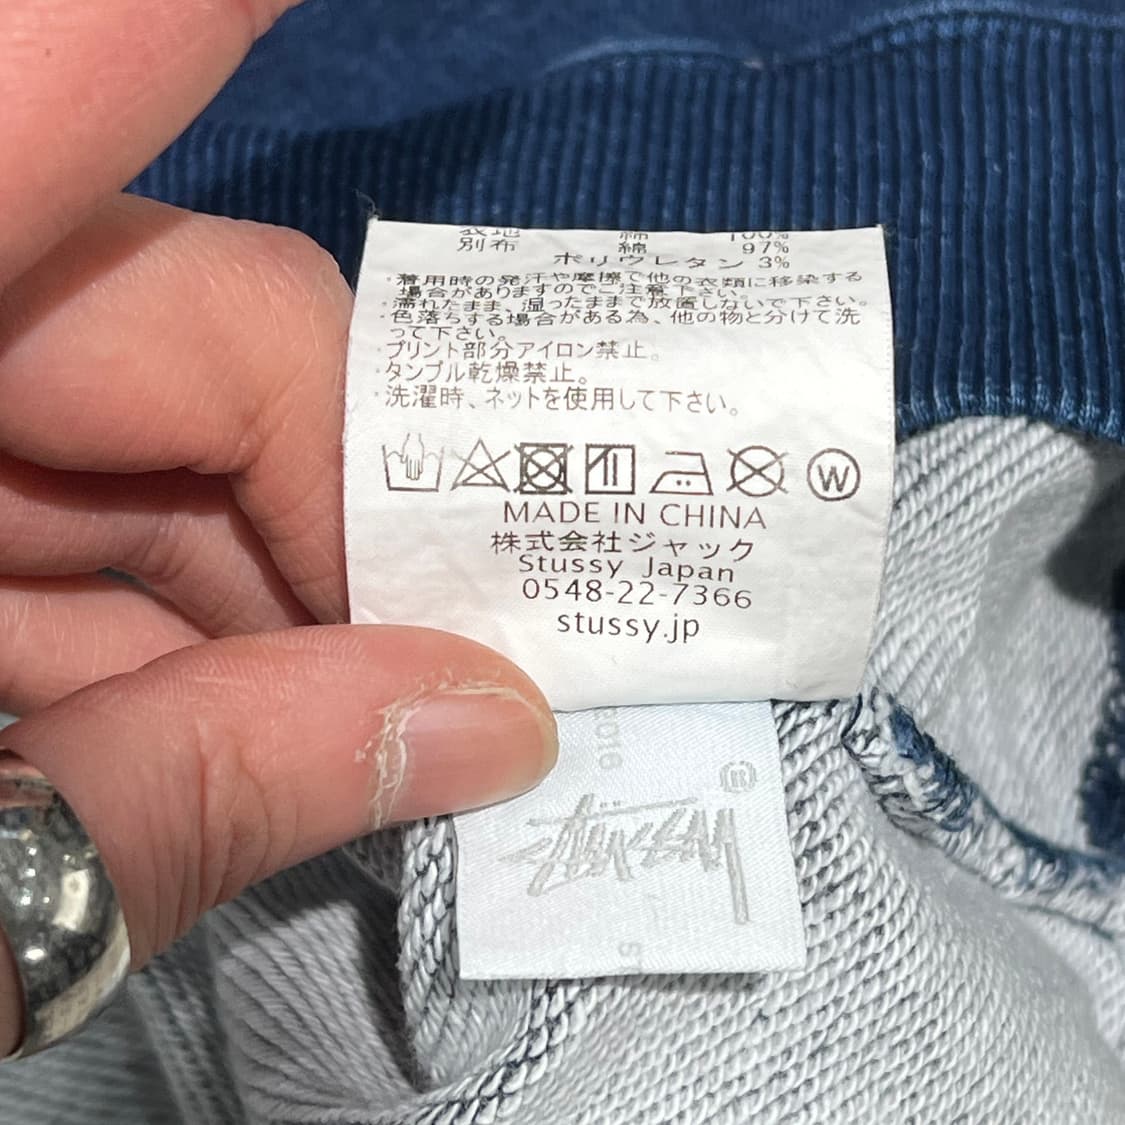 表地 綿 100%
別布 綿 97%
ポリウレタン 3%
・着用時の発汗や摩擦で他の衣類に移染する
場合がありますのでご注意下さい。
・濡れたまま、湿ったままで放置しないで下さい。
・色落ちする場合がある為、他の物と分けて洗
って下さい。
・プリント部分アイロン禁止。
・タンブル乾燥禁止。
・洗濯時、ネットを使用して下さい。
W
MADE IN CHINA
株式会社ジャック
Stussy Japan
0548-22-7366
stussy.jp
2016
Stüssy ®
ST